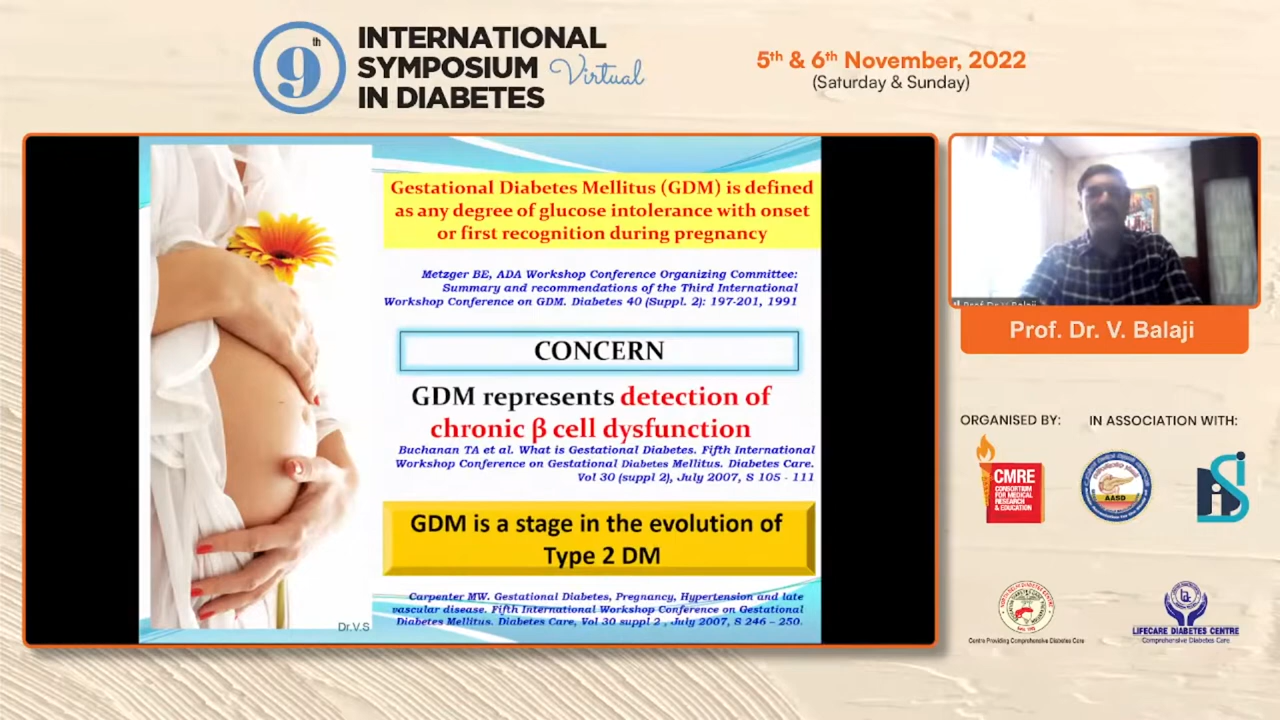 9th
INTERNATIONAL
SYMPOSIUM Virtual
IN DIABETES
5th & 6th November, 2022
(Saturday & Sunday)
Gestational Diabetes Mellitus (GDM) is defined
as any degree of glucose intolerance with onset
or first recognition during pregnancy
Metzger BE, ADA Workshop Conference Organizing Committee:
Summary and recommendations of the Third International
Workshop Conference on GDM. Diabetes 40 (Suppl. 2): 197-201, 1991
CONCERN
GDM represents detection of
chronic β cell dysfunction
Buchanan TA et al. What is Gestational Diabetes. Fifth International
Workshop Conference on Gestational Diabetes Mellitus. Diabetes Care.
Vol 30 (suppl 2), July 2007, S 105 - 111
GDM is a stage in the evolution of
Type 2 DM
Carpenter MW. Gestational Diabetes, Pregnancy, Hypertension and late
vascular disease. Fifth International Workshop Conference on Gestational
Diabetes Mellitus. Diabetes Care, Vol 30 suppl 2 , July 2007, S 246 – 250.
Dr.V.S
Prof. Dr. V. Balaji
ORGANISED BY:
IN ASSOCIATION WITH:
CMRE
CONSORTIUM
FOR MEDICAL
RESEARCH
& EDUCATION
AASD
Centre Providing Comprehensive Diabetes Care
LIFECARE DIABETES CENTRE
Comprehensive Diabetes Care